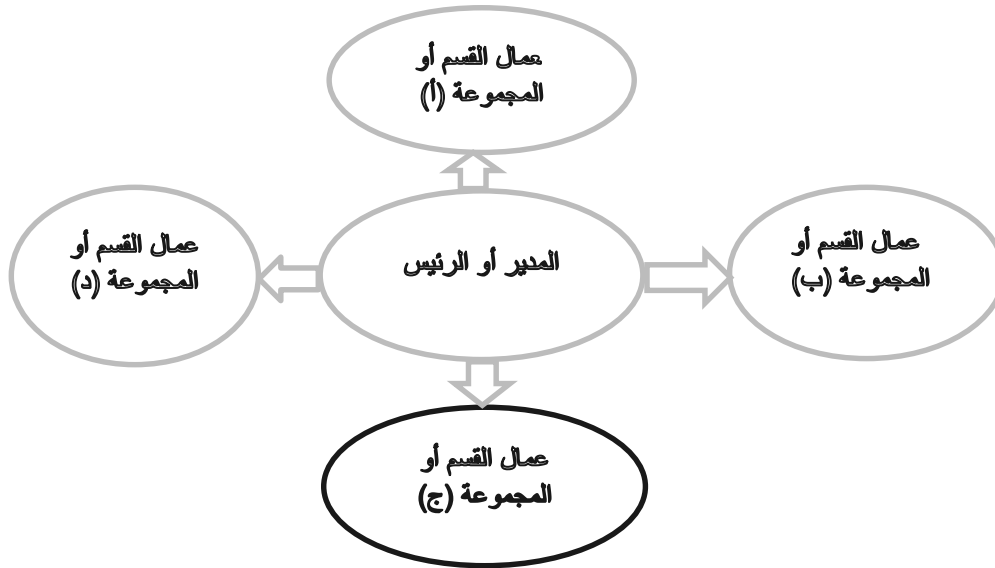 عمال القسم أو
المجموعة (أ)
عمال القسم أو
المجموعة (د)
المدير أو الرئيس
عمال القسم أو
المجموعة (ب)
عمال القسم أو
المجموعة (ج)